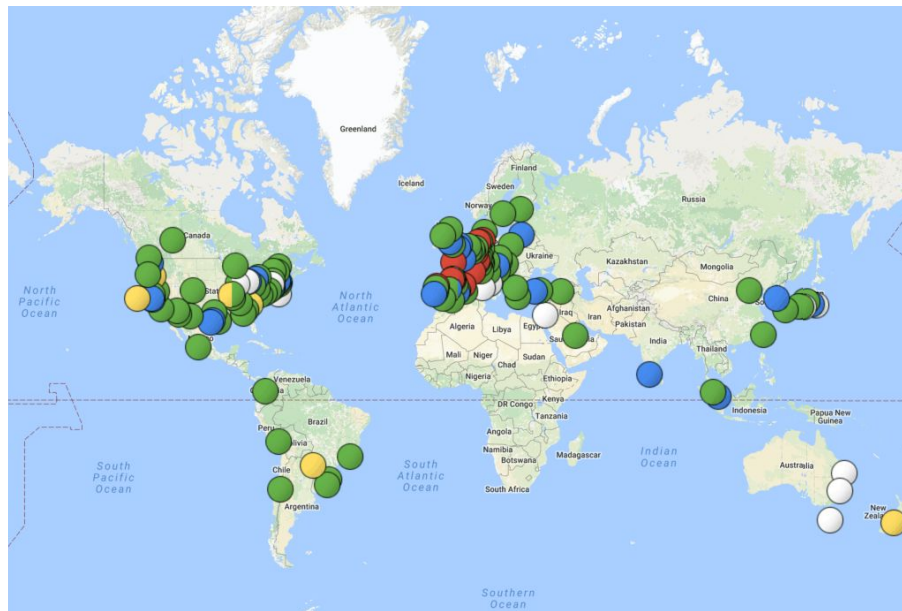 Greenland
Iceland
Sweden
Finland
Norway
Russia
Canada
Ukraine
Kazakhstan
Mongolia
North
Pacific
Ocean
North
Atlantic
Ocean
China
Afghanistan
Iraq
Iran
Pakistan
Algeria
Libya
India
Mali
Niger
Sudan
Chad
Thailand
Nigeria
Ethiopia
Venezuela
Kenya
DR Congo
Indonesia
Tanzania
Papua New
Guinea
Brazil
Peru
Angola
Namibia
Botswana
Madagascar
Indian
Ocean
South
Pacific
Ocean
Chile
South
Atlantic
Ocean
Australia
South Africa
Argentina
New
Southern
Ocean